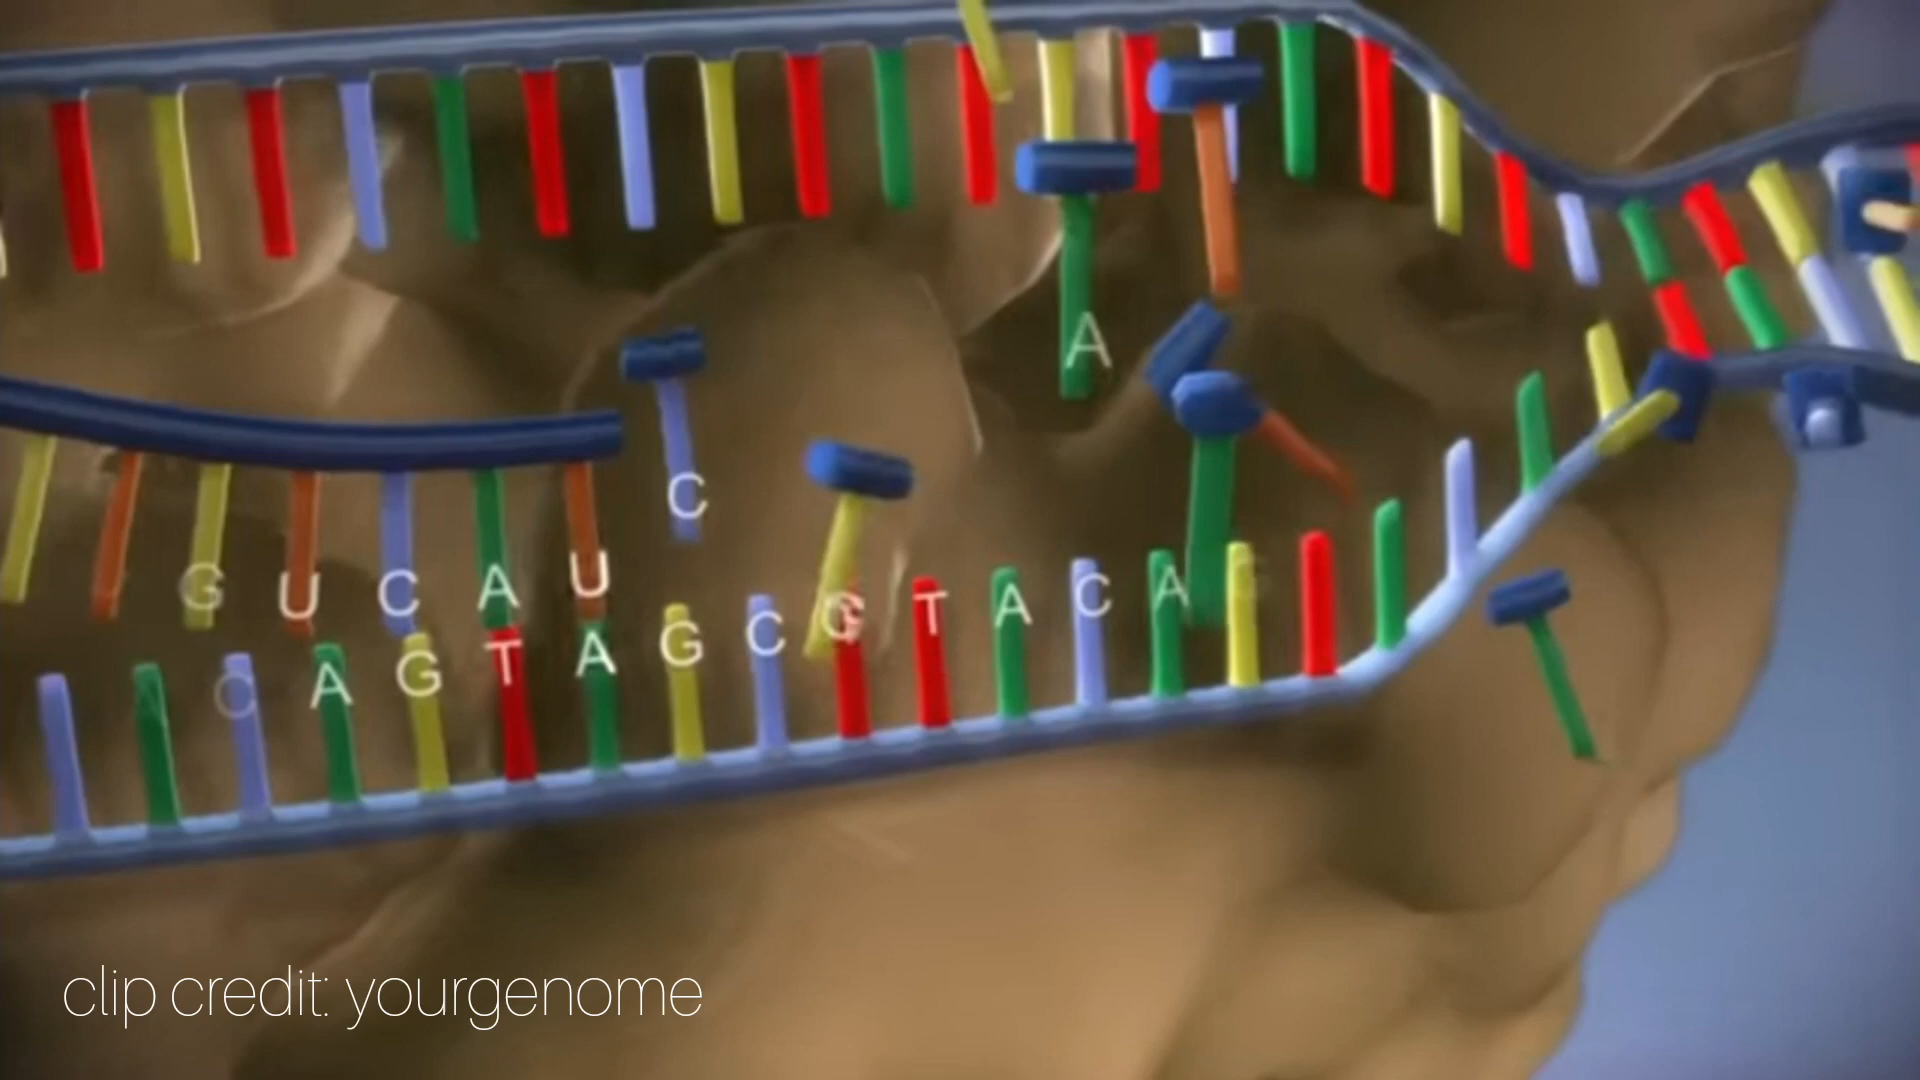 A
C
G U C A U
C A G T A G C G T A C A
clip credit: yourgenome